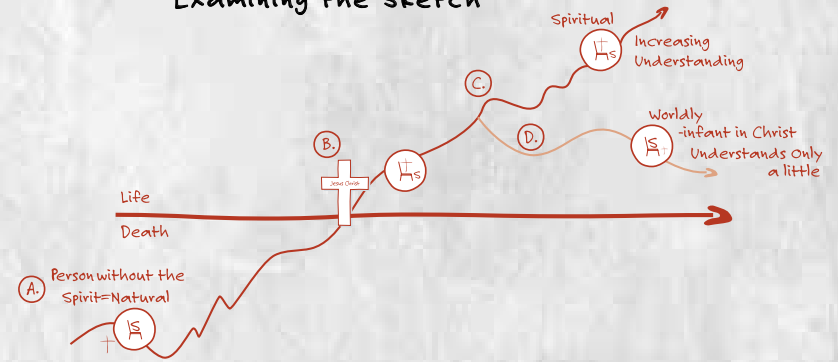 Examining the sketch
Spiritual
S
Increasing
Understanding
C.
Worldly
-infant in Christ
Understands Only
a little
S
D.
B.
Jesus Christ
S
Life
Death
A.
Person without the
Spirit=Natural
S